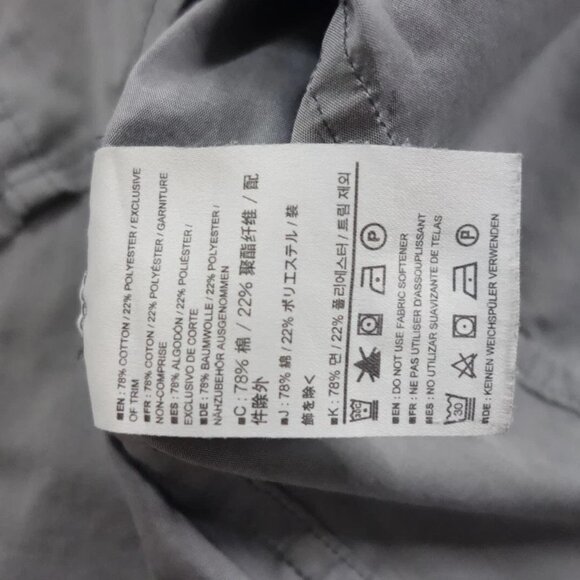 EN : 78% COTTON / 22% POLYESTER / EXCLUSIVE
OF TRIM
FR : 78% COTON / 22% POLYÉSTER / GARNITURE
NON-COMPRISE
ES : 78% ALGODÓN / 22% POLIÉSTER /
EXCLUSIVO DE CORTE
DE : 78% BAUMWOLLE / 22% POLYESTER /
NÄHZUBEHÖR AUSGENOMMEN
C : 78% 棉 / 22% 聚酯纤维 / 配
件除外
J : 78% 綿 / 22% ポリエステル / 装
飾を除く
K : 78% 면 / 22% 폴리에스터 / 트림 제외
30 P
EN : DO NOT USE FABRIC SOFTENER
FR : NE PAS UTILISER D'ASSOUPLISSANT
ES : NO UTILIZAR SUAVIZANTE DE TELAS
30 P
DE : KEINEN WEICHSPÜLER VERWENDEN